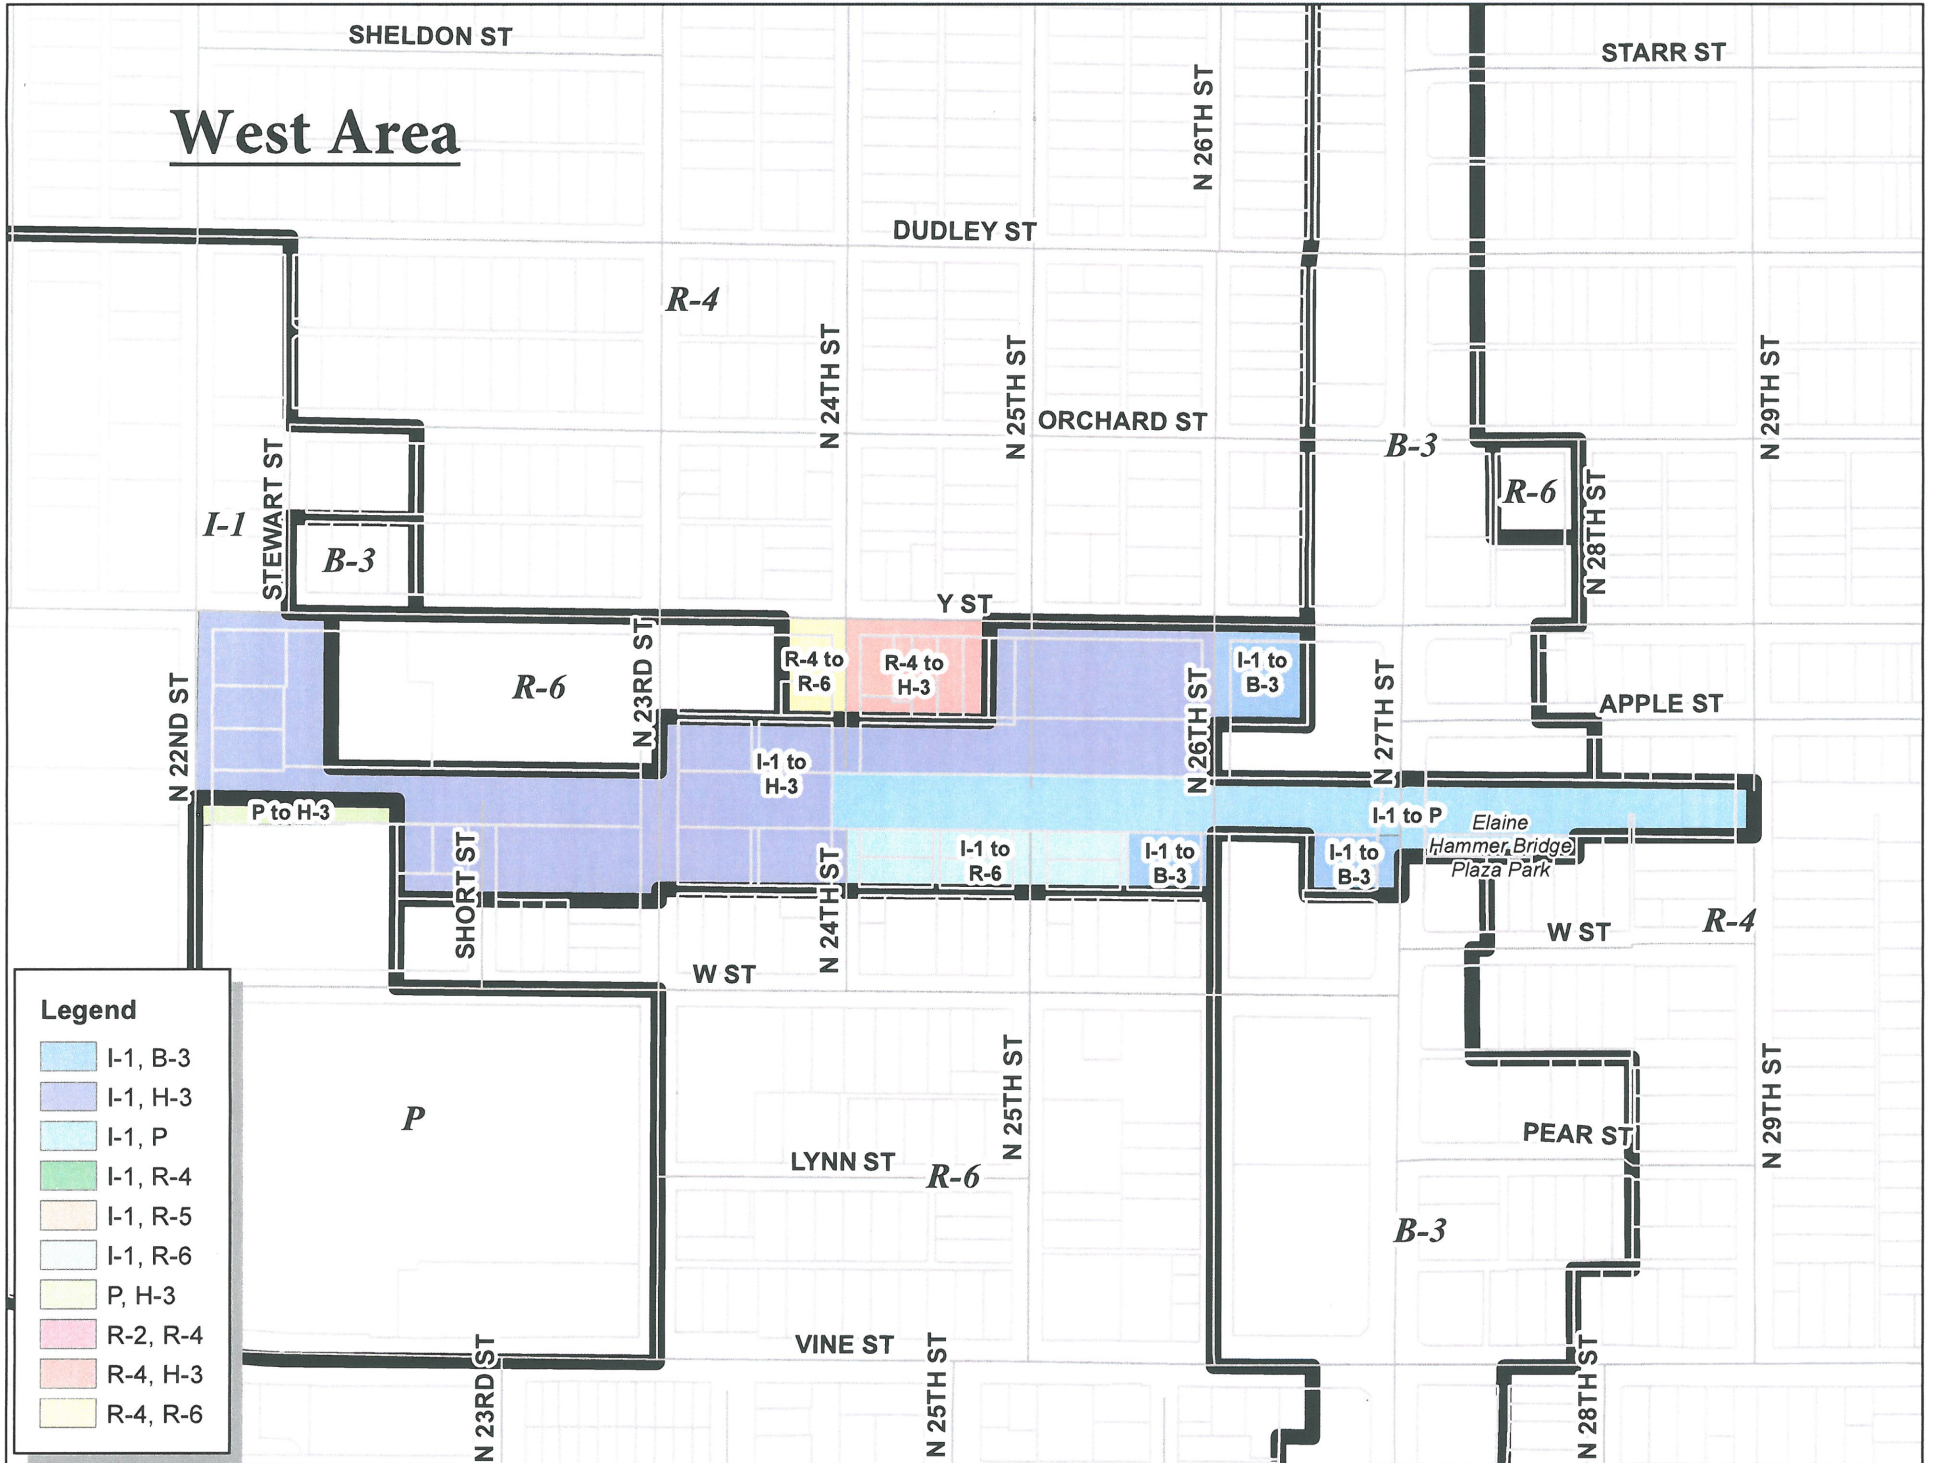 SHELDON ST
STARR ST
West Area
N 26TH ST
DUDLEY ST
R-4
N 24TH ST
N 25TH ST
N 29TH ST
ORCHARD ST
B-3
R-6
STEWART ST
I-1
B-3
N 28TH ST
Y ST
N 23RD ST
R-4 to
R-6
R-4 to
H-3
I-1 to
B-3
R-6
N 22ND ST
N 26TH ST
N 27TH ST
APPLE ST
I-1 to
H-3
P to H-3
I-1 to P
Elaine
Hammer Bridge
Plaza Park
SHORT ST
N 24TH ST
I-1 to
R-6
I-1 to
B-3
I-1 to
B-3
R-4
W ST
W ST
Legend
I-1, B-3
I-1, H-3
I-1, P
I-1, R-4
I-1, R-5
I-1, R-6
P, H-3
R-2, R-4
R-4, H-3
R-4, R-6
P
N 25TH ST
N 29TH ST
PEAR ST
LYNN ST
R-6
B-3
VINE ST
N 23RD ST
N 25TH ST
N 28TH ST